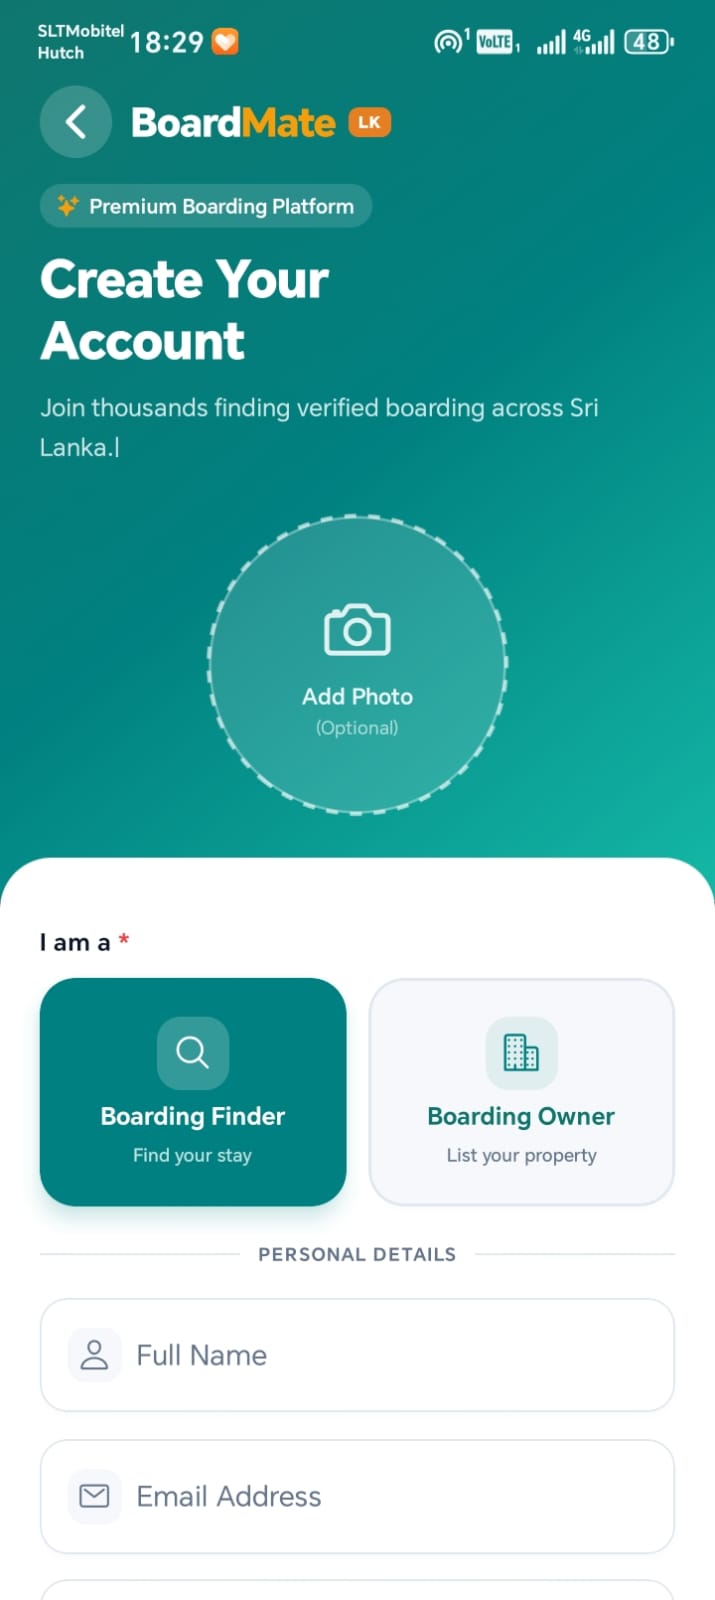 SLTMobitel
Hutch
18:29
1 VoLTE 1 4G 48
BoardMate LK
Premium Boarding Platform
Create Your
Account
Join thousands finding verified boarding across Sri
Lanka.|
Add Photo
(Optional)
I am a *
Boarding Finder
Find your stay
Boarding Owner
List your property
PERSONAL DETAILS
Full Name
Email Address